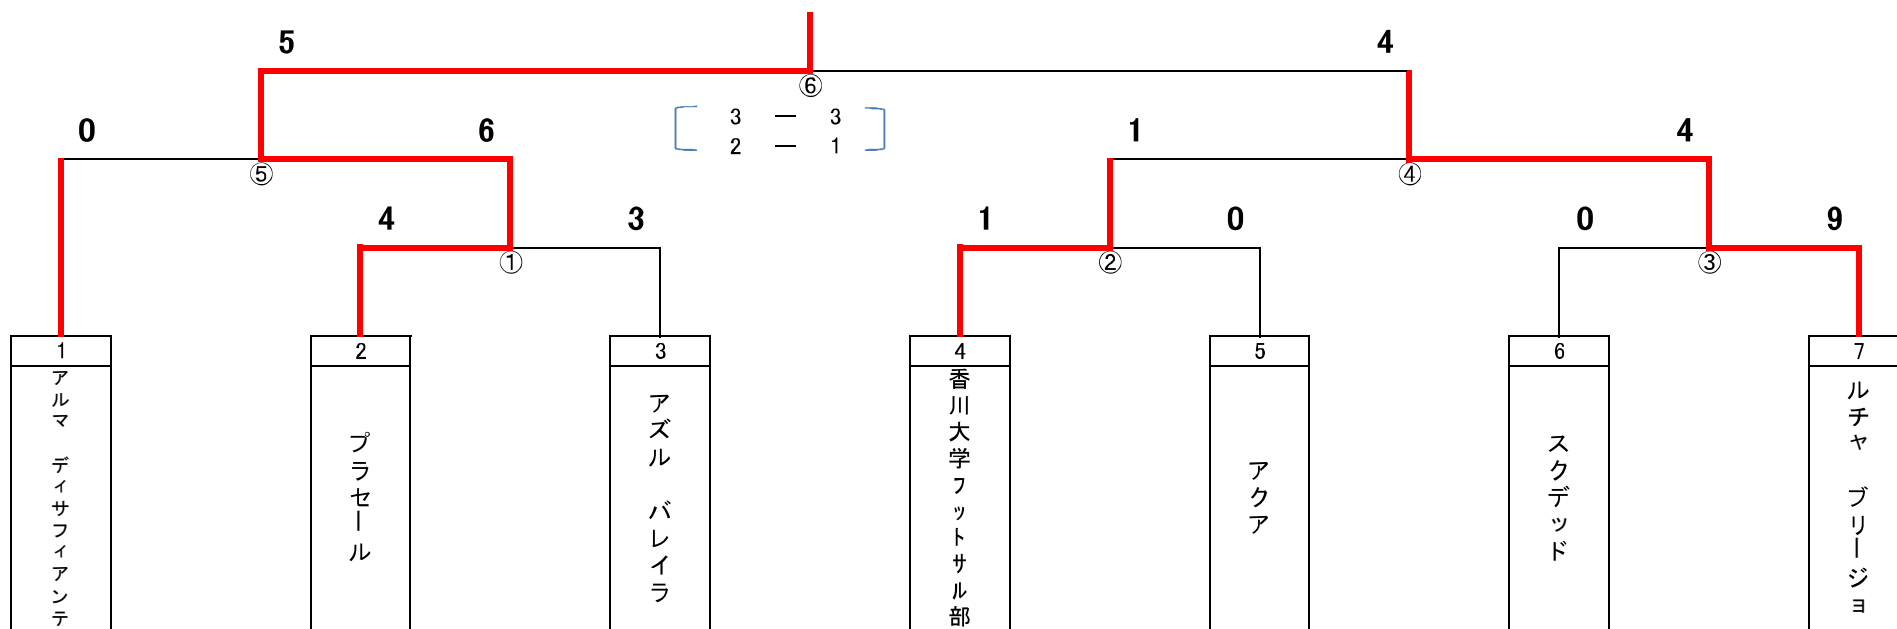 5 4
⑥
3 ー 3
2 ー 1
0 6 1 4
⑤ ④
4 3 1 0 0 9
① ② ③
1 2 3 4 5 6 7
アルマ ディサフィアンテ
プラセール
アズル バレイラ
香川大学フットサル部
アクア
スクデッド
ルチャ ブリージョ